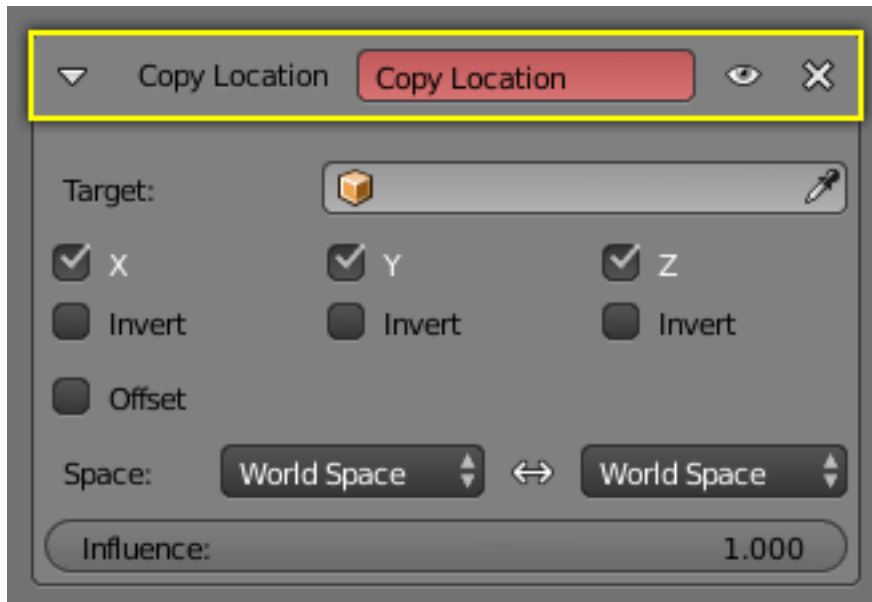 Copy Location Copy Location
Target:
X Y Z
Invert Invert Invert
Offset
Space: World Space World Space
Influence: 1.000